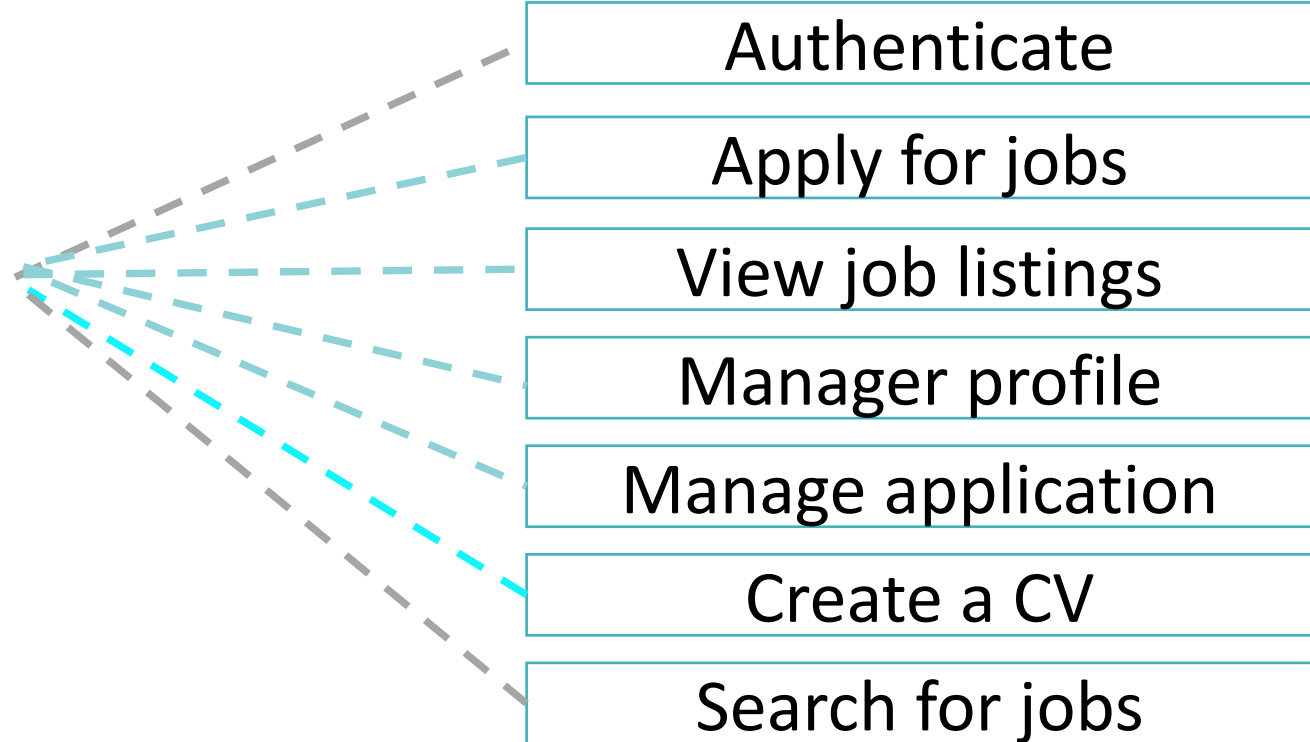 Authenticate
Apply for jobs
View job listings
Manager profile
Manage application
Create a CV
Search for jobs